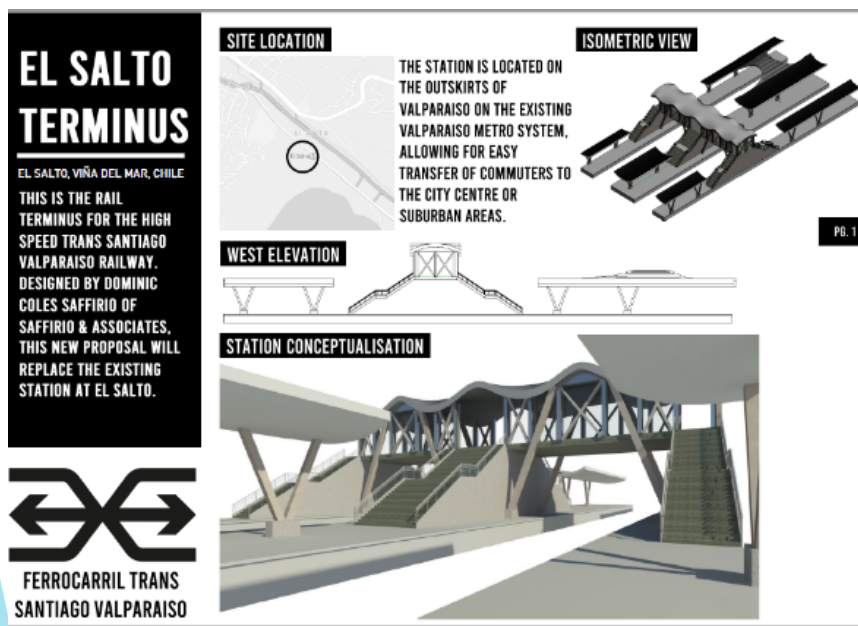 EL SALTO
TERMINUS
EL SALTO, VIÑA DEL MAR, CHILE
THIS IS THE RAIL
TERMINUS FOR THE HIGH
SPEED TRANS SANTIAGO
VALPARAISO RAILWAY.
DESIGNED BY DOMINIC
COLES SAFFIRIO OF
SAFFIRIO & ASSOCIATES,
THIS NEW PROPOSAL WILL
REPLACE THE EXISTING
STATION AT EL SALTO.
FERROCARRIL TRANS
SANTIAGO VALPARAISO
SITE LOCATION
THE STATION IS LOCATED ON
THE OUTSKIRTS OF
VALPARAISO ON THE EXISTING
VALPARAISO METRO SYSTEM,
ALLOWING FOR EASY
TRANSFER OF COMMUTERS TO
THE CITY CENTRE OR
SUBURBAN AREAS.
ISOMETRIC VIEW
PG. 1
WEST ELEVATION
STATION CONCEPTUALISATION